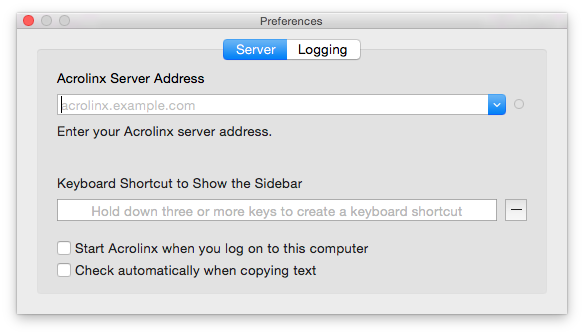 Preferences
Server Logging
Acrolinx Server Address
acrolinx.example.com
Enter your Acrolinx server address.
Keyboard Shortcut to Show the Sidebar
Hold down three or more keys to create a keyboard shortcut
Start Acrolinx when you log on to this computer
Check automatically when copying text